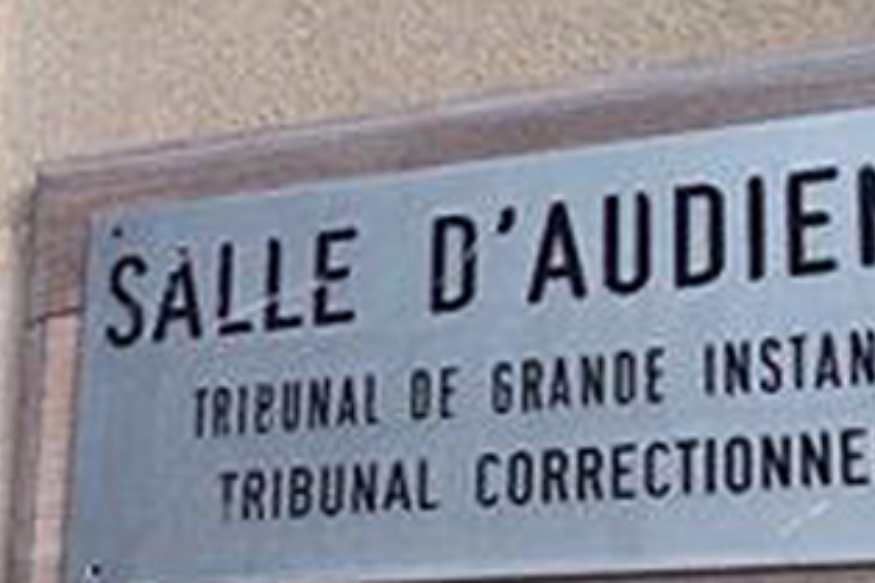 SALLE D'AUDIEN
TRIBUNAL DE GRANDE INSTAN
TRIBUNAL CORRECTIONNE